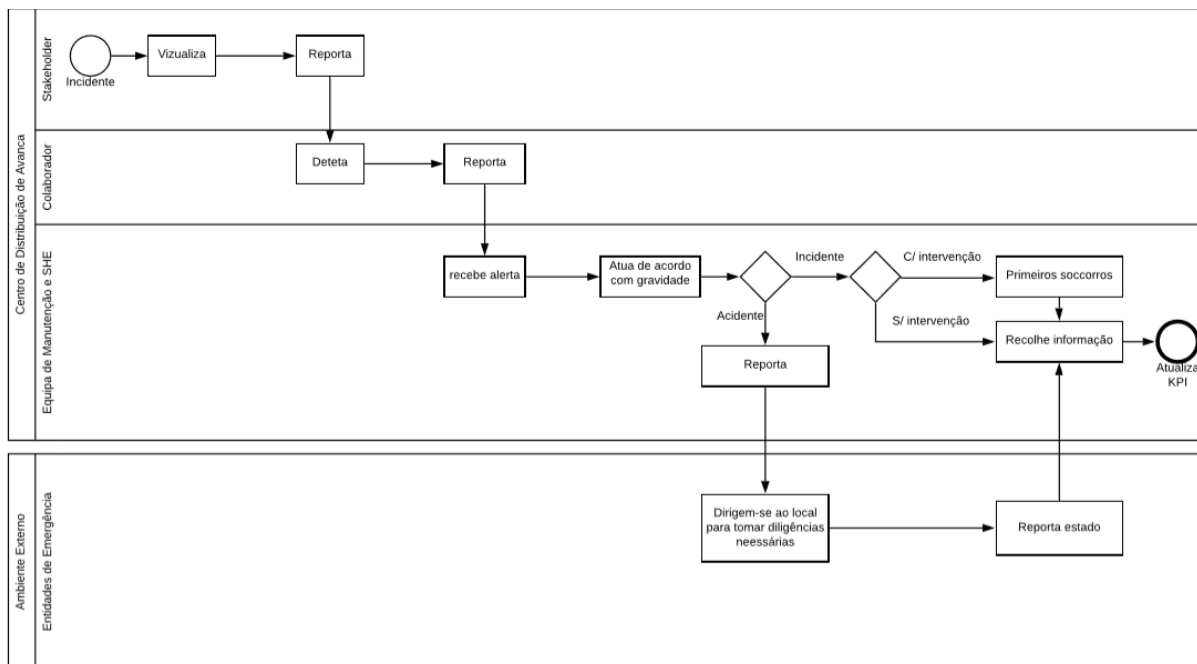 Centro de Distribuição de Avanca
Stakeholder
Incidente
Vizualiza
Reporta
Colaborador
Deteta
Reporta
Equipa de Manutenção e SHE
recebe alerta
Atua de acordo
com gravidade
Incidente
Acidente
C/ intervenção
S/ intervenção
Primeiros soccorros
Recolhe informação
Atualiza
KPI
Reporta
Ambiente Externo
Entidades de Emergência
Dirigem-se ao local
para tomar diligências
neessárias
Reporta estado